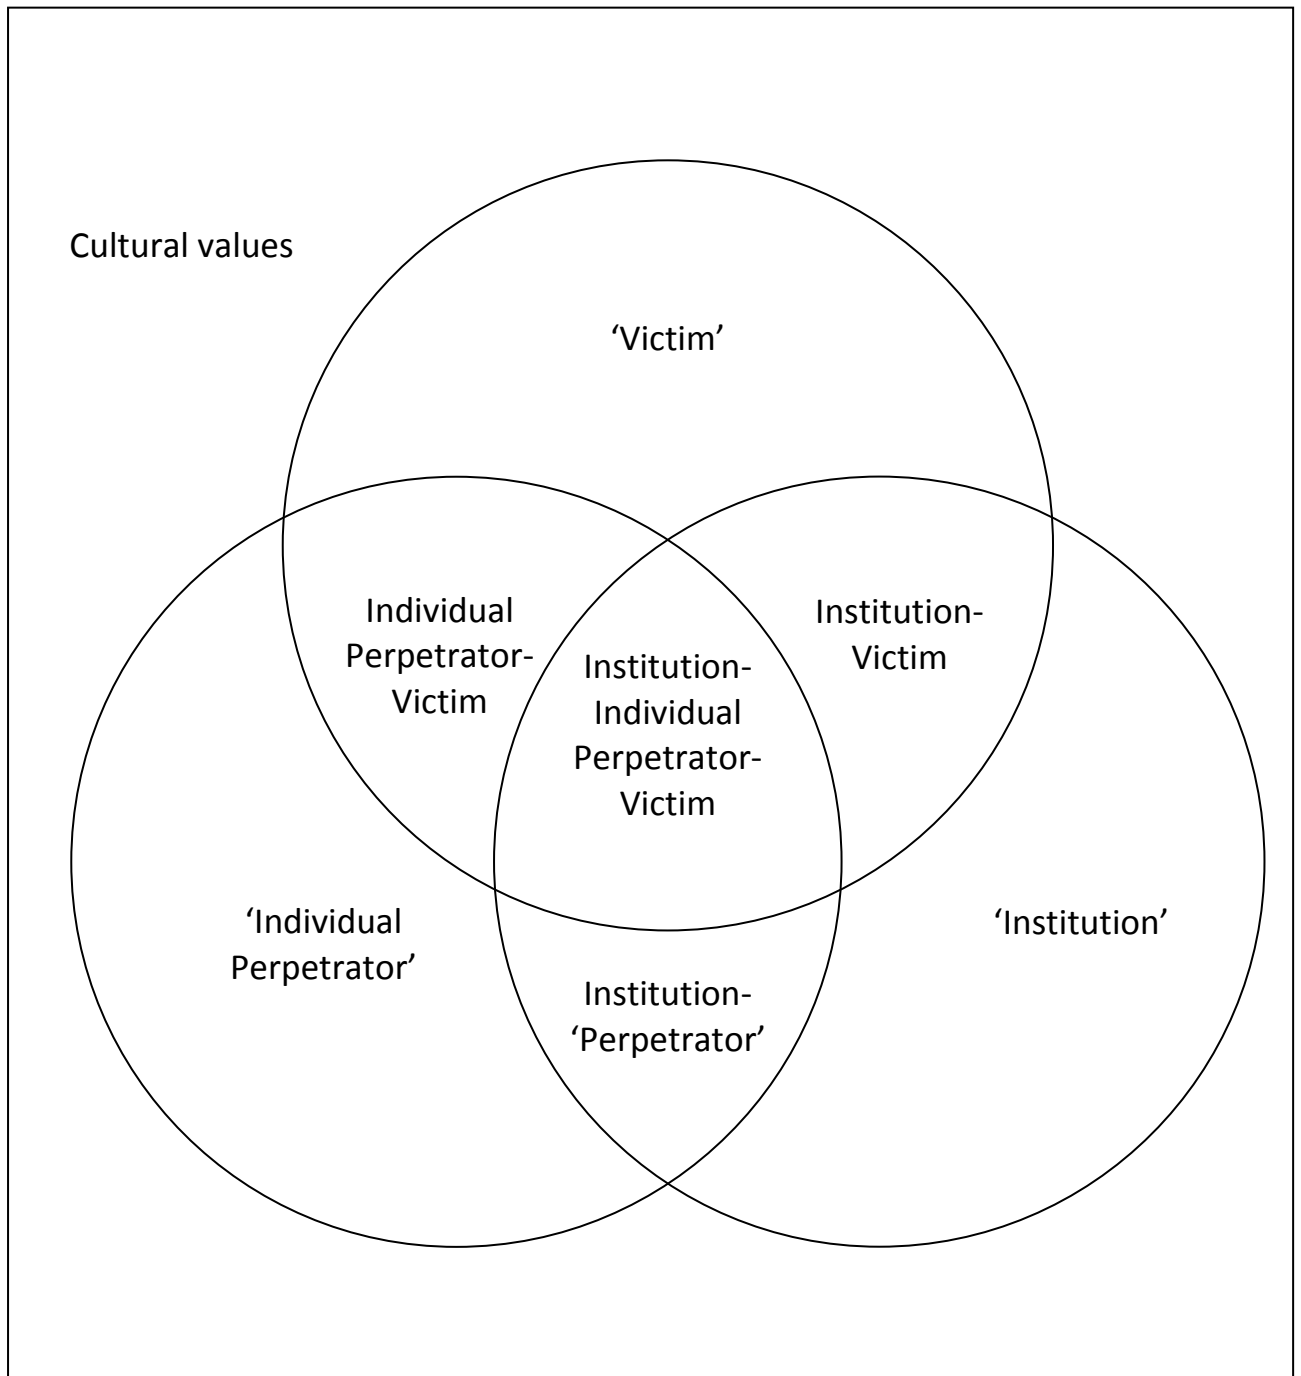 Cultural values
‘Victim’
Individual
Perpetrator-
Victim
Institution-
Individual
Perpetrator-
Victim
Institution-
Victim
‘Individual
Perpetrator’
Institution-
‘Perpetrator’
‘Institution’